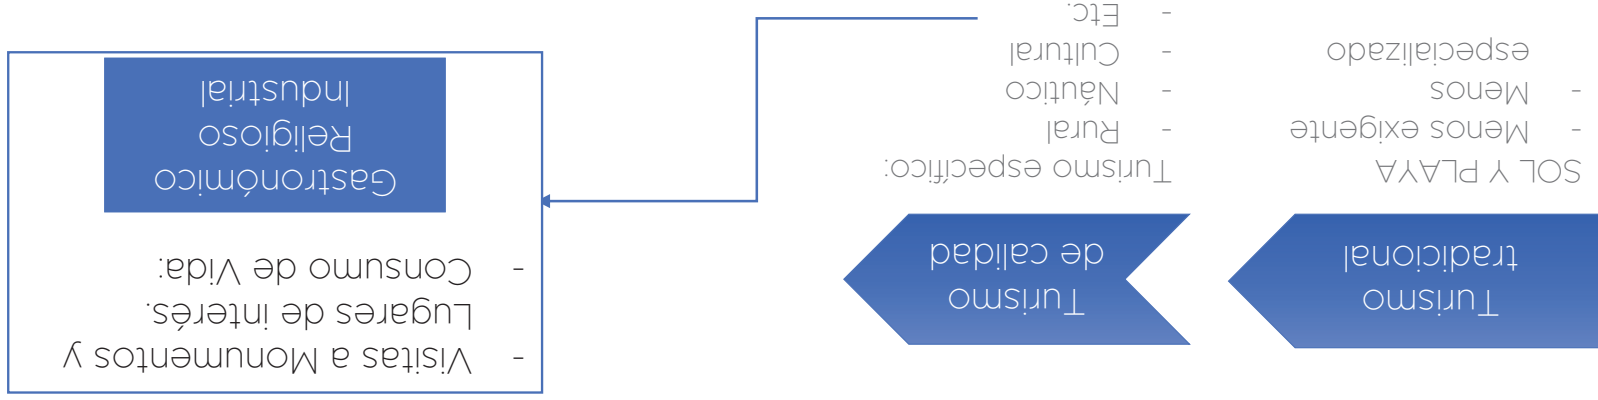 Turismo
tradicional
SOL Y PLAYA
- Menos exigente
- Menos
especializado
Turismo
de calidad
Turismo específico:
- Rural
- Náutico
- Cultural
- Etc.
- Visitas a Monumentos y
Lugares de interés.
- Consumo de Vida:
Gastronómico
Religioso
Industrial